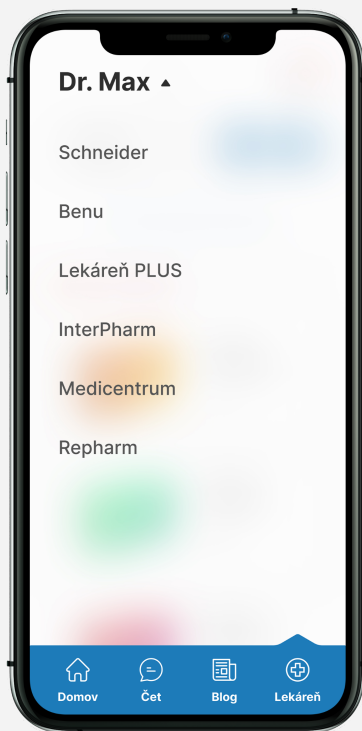 Dr. Max
Schneider
Benu
Lekáreň PLUS
InterPharm
Medicentrum
Repharm
Domov
Čet
Blog
Lekáreň